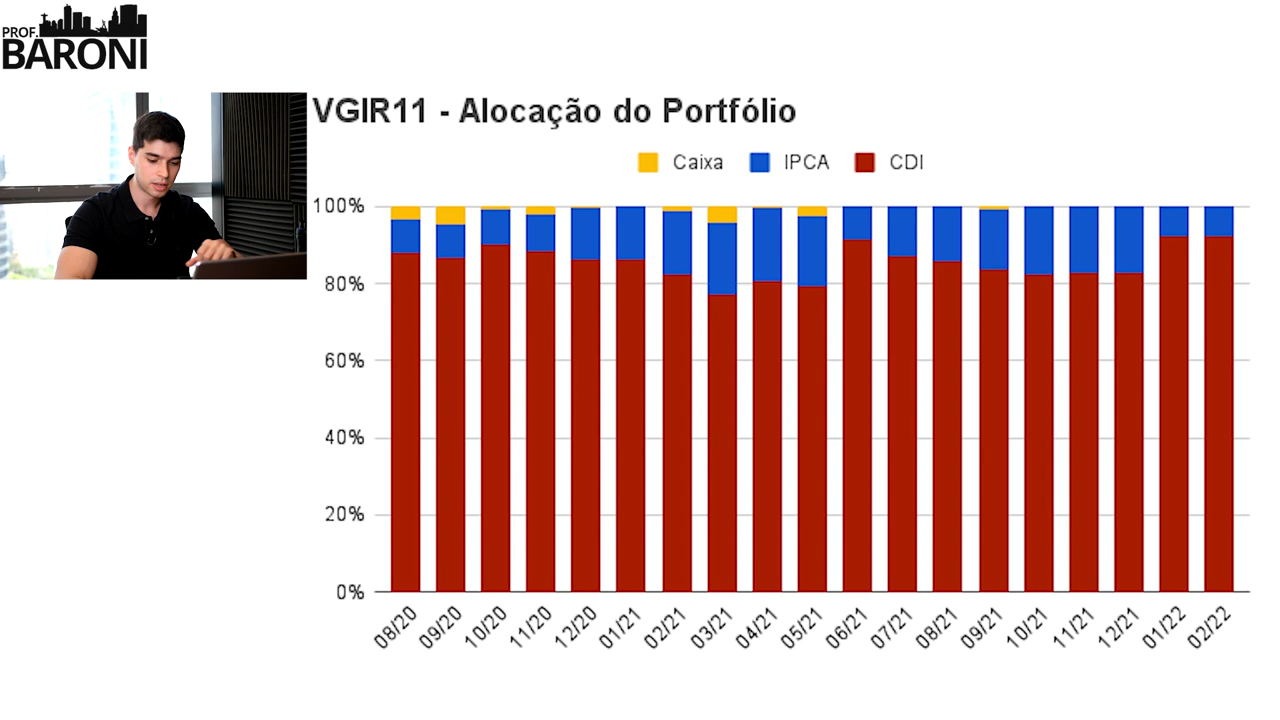 PROF.
BARONI
VGIR11 - Alocação do Portfólio
Caixa IPCA CDI
100%
80%
60%
40%
20%
0%
08/20 09/20 10/20 11/20 12/20 01/21 02/21 03/21 04/21 05/21 06/21 07/21 08/21 09/21 10/21 11/21 12/21 01/22 02/22